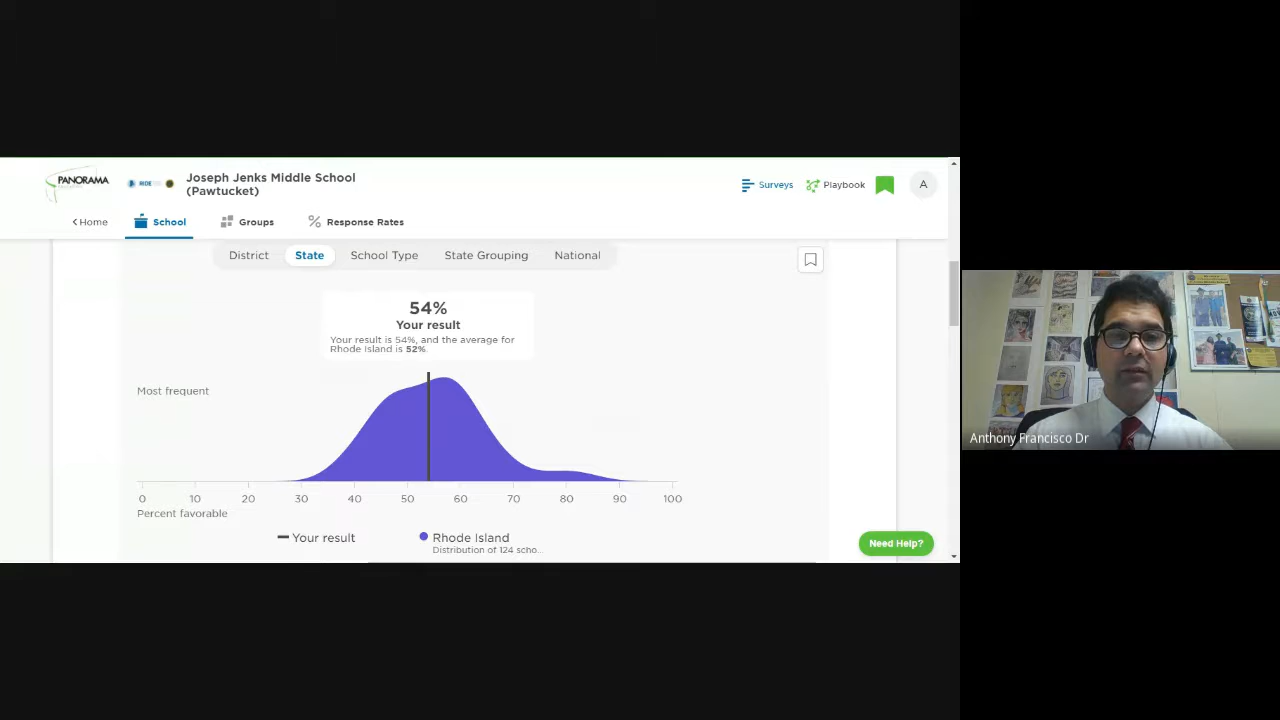 PANORAMA
RIDE
Joseph Jenks Middle School
(Pawtucket)
Surveys
Playbook
A
Home
School
Groups
Response Rates
District
State
School Type
State Grouping
National
54%
Your result
Your result is 54%, and the average for
Rhode Island is 52%.
Most frequent
0 10 20 30 40 50 60 70 80 90 100
Percent favorable
Your result
Rhode Island
Distribution of 124 scho...
Need Help?
Anthony Francisco Dr